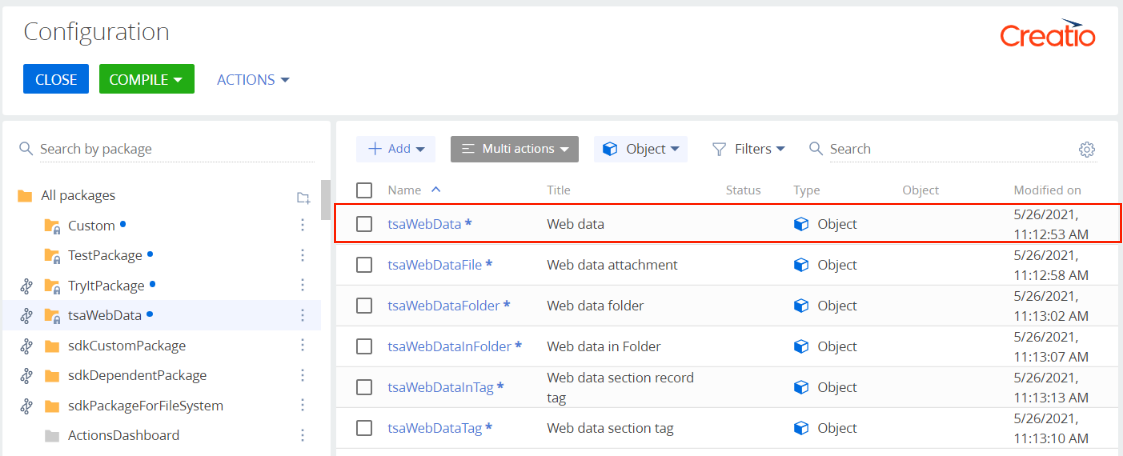 Configuration
Creatio
CLOSE
COMPILE
ACTIONS
Search by package
All packages
Custom
TestPackage
TryItPackage
tsaWebData
sdkCustomPackage
sdkDependentPackage
sdkPackageForFileSystem
ActionsDashboard
Add
Multi actions
Object
Filters
Search
Name Title Status Type Object Modified on
tsaWebData * Web data Object 5/26/2021,
11:12:53 AM
tsaWebDataFile * Web data attachment Object 5/26/2021,
11:12:58 AM
tsaWebDataFolder * Web data folder Object 5/26/2021,
11:13:02 AM
tsaWebDataInFolder * Web data in Folder Object 5/26/2021,
11:13:07 AM
tsaWebDataInTag * Web data section record Object 5/26/2021,
tag 11:13:13 AM
tsaWebDataTag * Web data section tag Object 5/26/2021,
11:13:10 AM